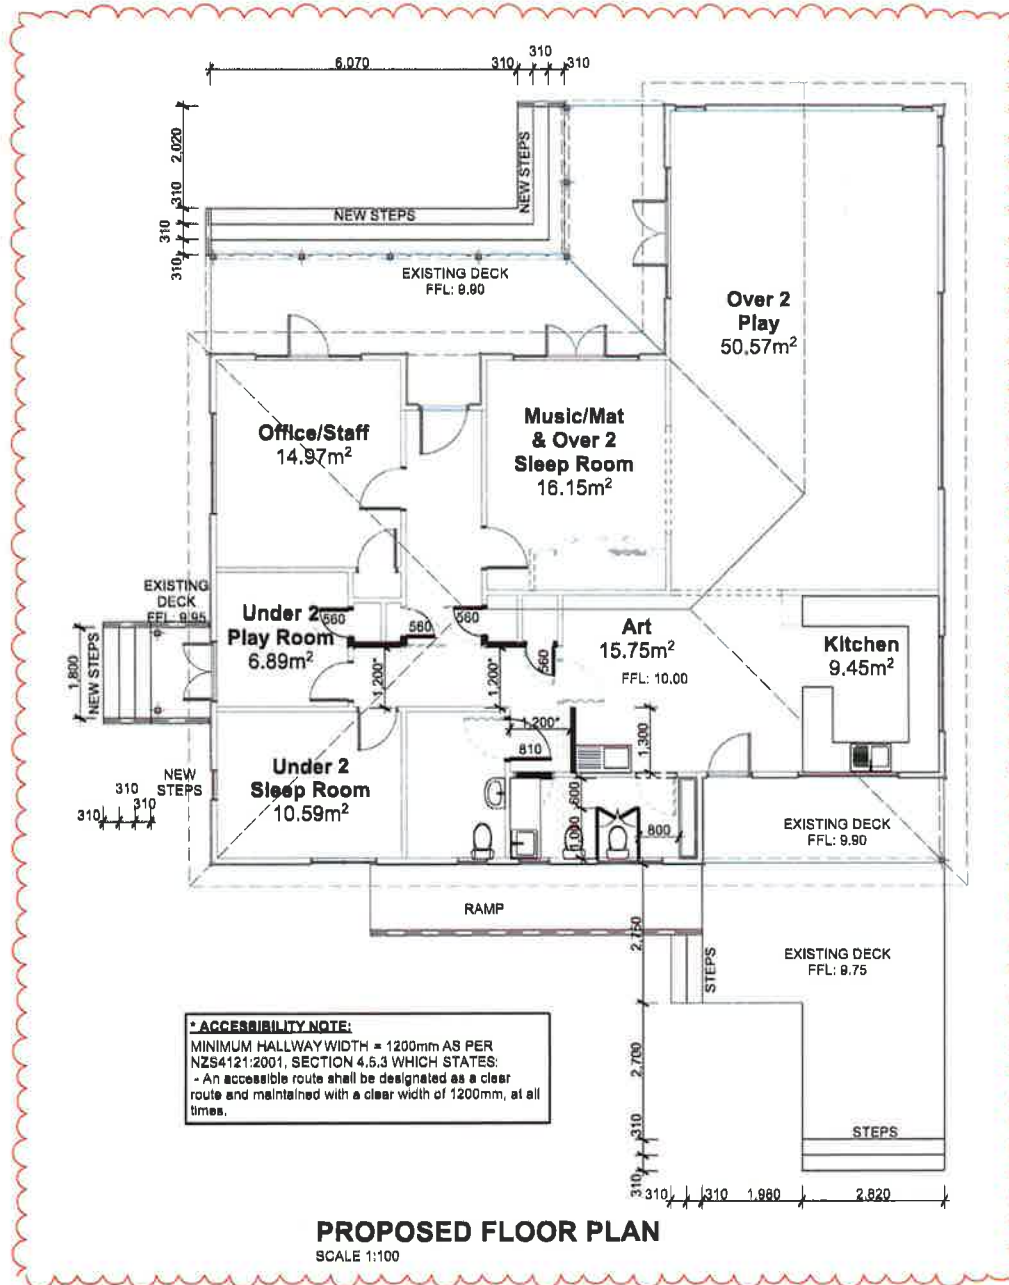 310
6,070
310
310
2,020
310
310
310
NEW STEPS
NEW STEPS
EXISTING DECK
FFL: 9.90
Over 2
Play
50.57m²
Office/Staff
14.97m²
Music/Mat
& Over 2
Sleep Room
16.15m²
EXISTING
DECK
FFL: 9.95
1,800
NEW STEPS
Under 2
Play Room
6.89m²
560
560
560
560
1,200*
1,200*
Art
15.75m²
FFL: 10.00
Kitchen
9.45m²
1,200*
810
1,300
Under 2
Sleep Room
10.59m²
NEW
STEPS
310
310
310
600
1,000
800
EXISTING DECK
FFL: 9.90
RAMP
2,750
STEPS
EXISTING DECK
FFL: 9.75
* ACCESSIBILITY NOTE:
MINIMUM HALLWAY WIDTH = 1200mm AS PER
NZS4121:2001, SECTION 4.5.3 WHICH STATES:
- An accessible route shall be designated as a clear
route and maintained with a clear width of 1200mm, at all
times.
2,700
310
310
STEPS
310
310
1,980
2,820
PROPOSED FLOOR PLAN
SCALE 1:100